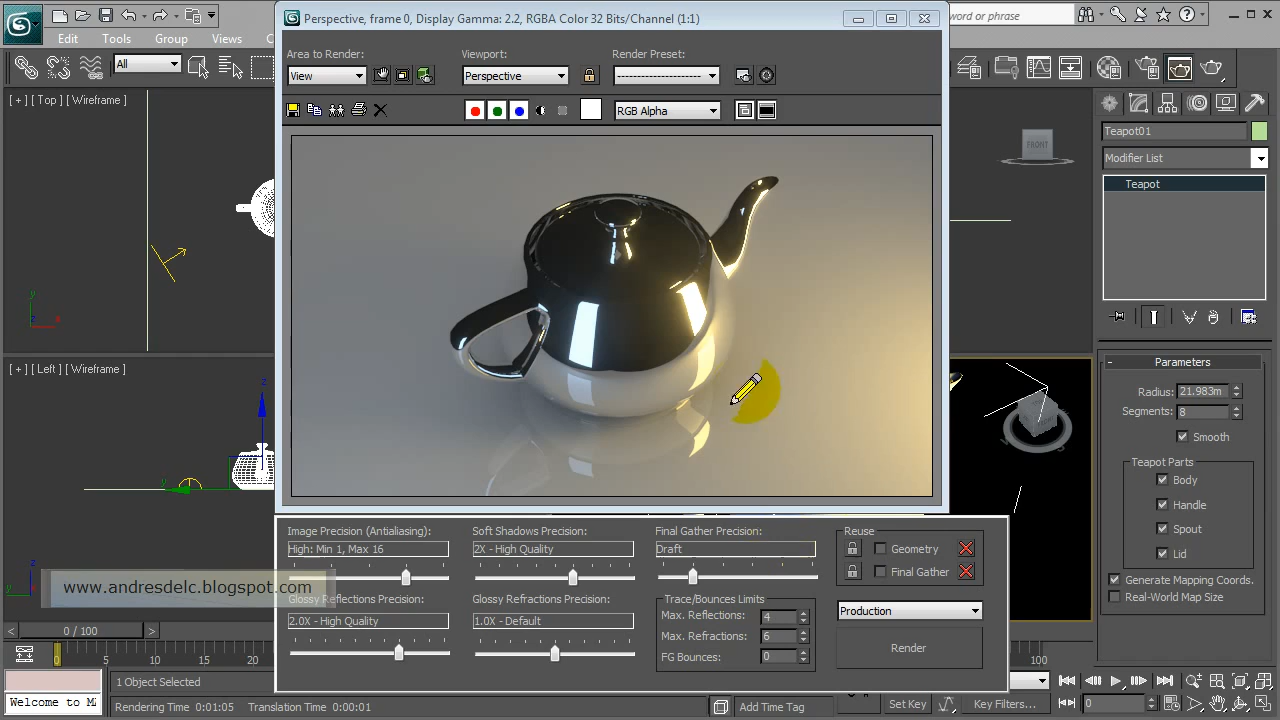 Perspective, frame 0, Display Gamma: 2.2, RGBA Color 32 Bits/Channel (1:1)
word or phrase
Edit Tools Group Views
All
Area to Render: Viewport: Render Preset:
View Perspective
RGB Alpha
[ + ] [ Top ] [ Wireframe ]
FRONT
Teapot01
Modifier List
Teapot
y
z x
[ + ] [ Left ] [ Wireframe ]
z
y
Parameters
Radius: 21.983m
Segments: 8
Smooth
Teapot Parts
Body
Handle
Spout
Lid
Generate Mapping Coords.
Real-World Map Size
Image Precision (Antialiasing): Soft Shadows Precision: Final Gather Precision: Reuse
High: Min 1, Max 16 2X - High Quality Draft Geometry
Final Gather
www.andresdelc.blogspot.com
Glossy Reflections Precision: Glossy Refractions Precision: Trace/Bounces Limits
2.0X - High Quality 1.0X - Default Max. Reflections: 4 Production
Max. Refractions: 6
FG Bounces: 0 Render
0 / 100
0 5 10 15 20 100
1 Object Selected
Welcome to MA Rendering Time 0:01:05 Translation Time 0:00:01 Add Time Tag Set Key Key Filters... 0